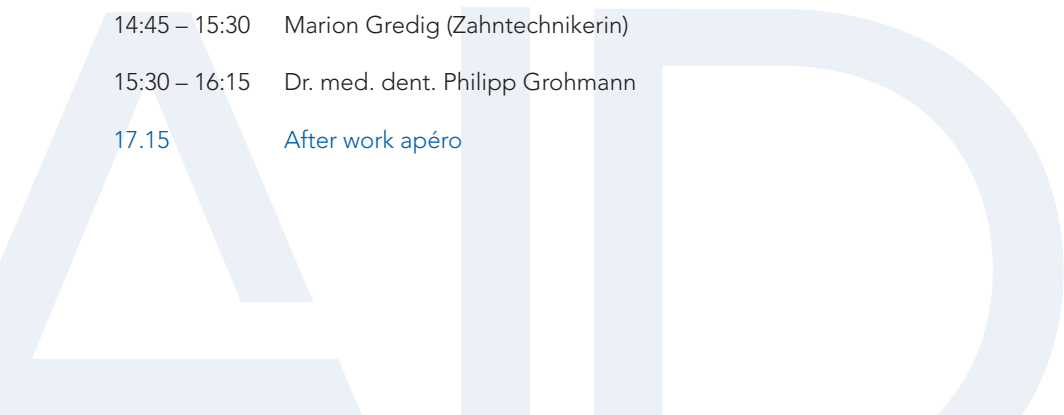 14:45 – 15:30 Marion Gredig (Zahntechnikerin)
15:30 – 16:15 Dr. med. dent. Philipp Grohmann
17.15 After work apéro
AID